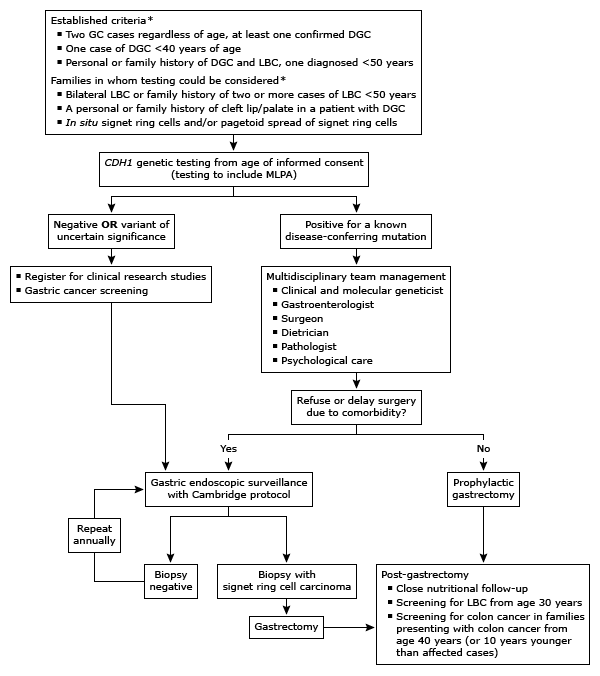 Established criteria*
▪ Two GC cases regardless of age, at least one confirmed DGC
▪ One case of DGC <40 years of age
▪ Personal or family history of DGC and LBC, one diagnosed <50 years
Families in whom testing could be considered*
▪ Bilateral LBC or family history of two or more cases of LBC <50 years
▪ A personal or family history of cleft lip/palate in a patient with DGC
▪ In situ signet ring cells and/or pagetoid spread of signet ring cells
CDH1 genetic testing from age of informed consent
(testing to include MLPA)
Negative OR variant of
uncertain significance
Positive for a known
disease-conferring mutation
▪ Register for clinical research studies
▪ Gastric cancer screening
Multidisciplinary team management
▪ Clinical and molecular geneticist
▪ Gastroenterologist
▪ Surgeon
▪ Dietrician
▪ Pathologist
▪ Psychological care
Refuse or delay surgery
due to comorbidity?
Yes
No
Gastric endoscopic surveillance
with Cambridge protocol
Prophylactic
gastrectomy
Repeat
annually
Biopsy
negative
Biopsy with
signet ring cell carcinoma
Gastrectomy
Post-gastrectomy
▪ Close nutritional follow-up
▪ Screening for LBC from age 30 years
▪ Screening for colon cancer in families
presenting with colon cancer from
age 40 years (or 10 years younger
than affected cases)